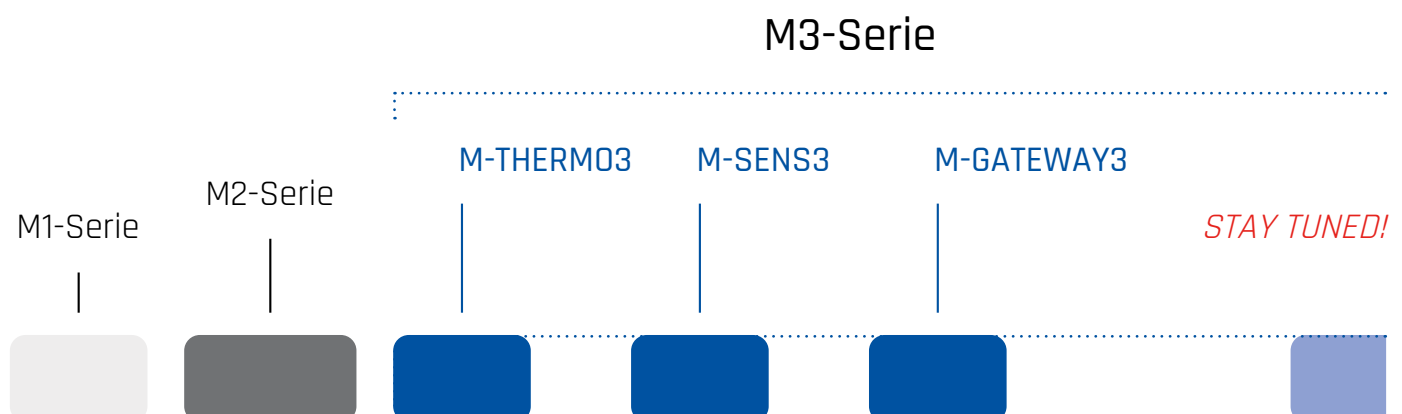 M3-Serie
M-THERMO3
M-SENS3
M-GATEWAY3
M2-Serie
M1-Serie
STAY TUNED!